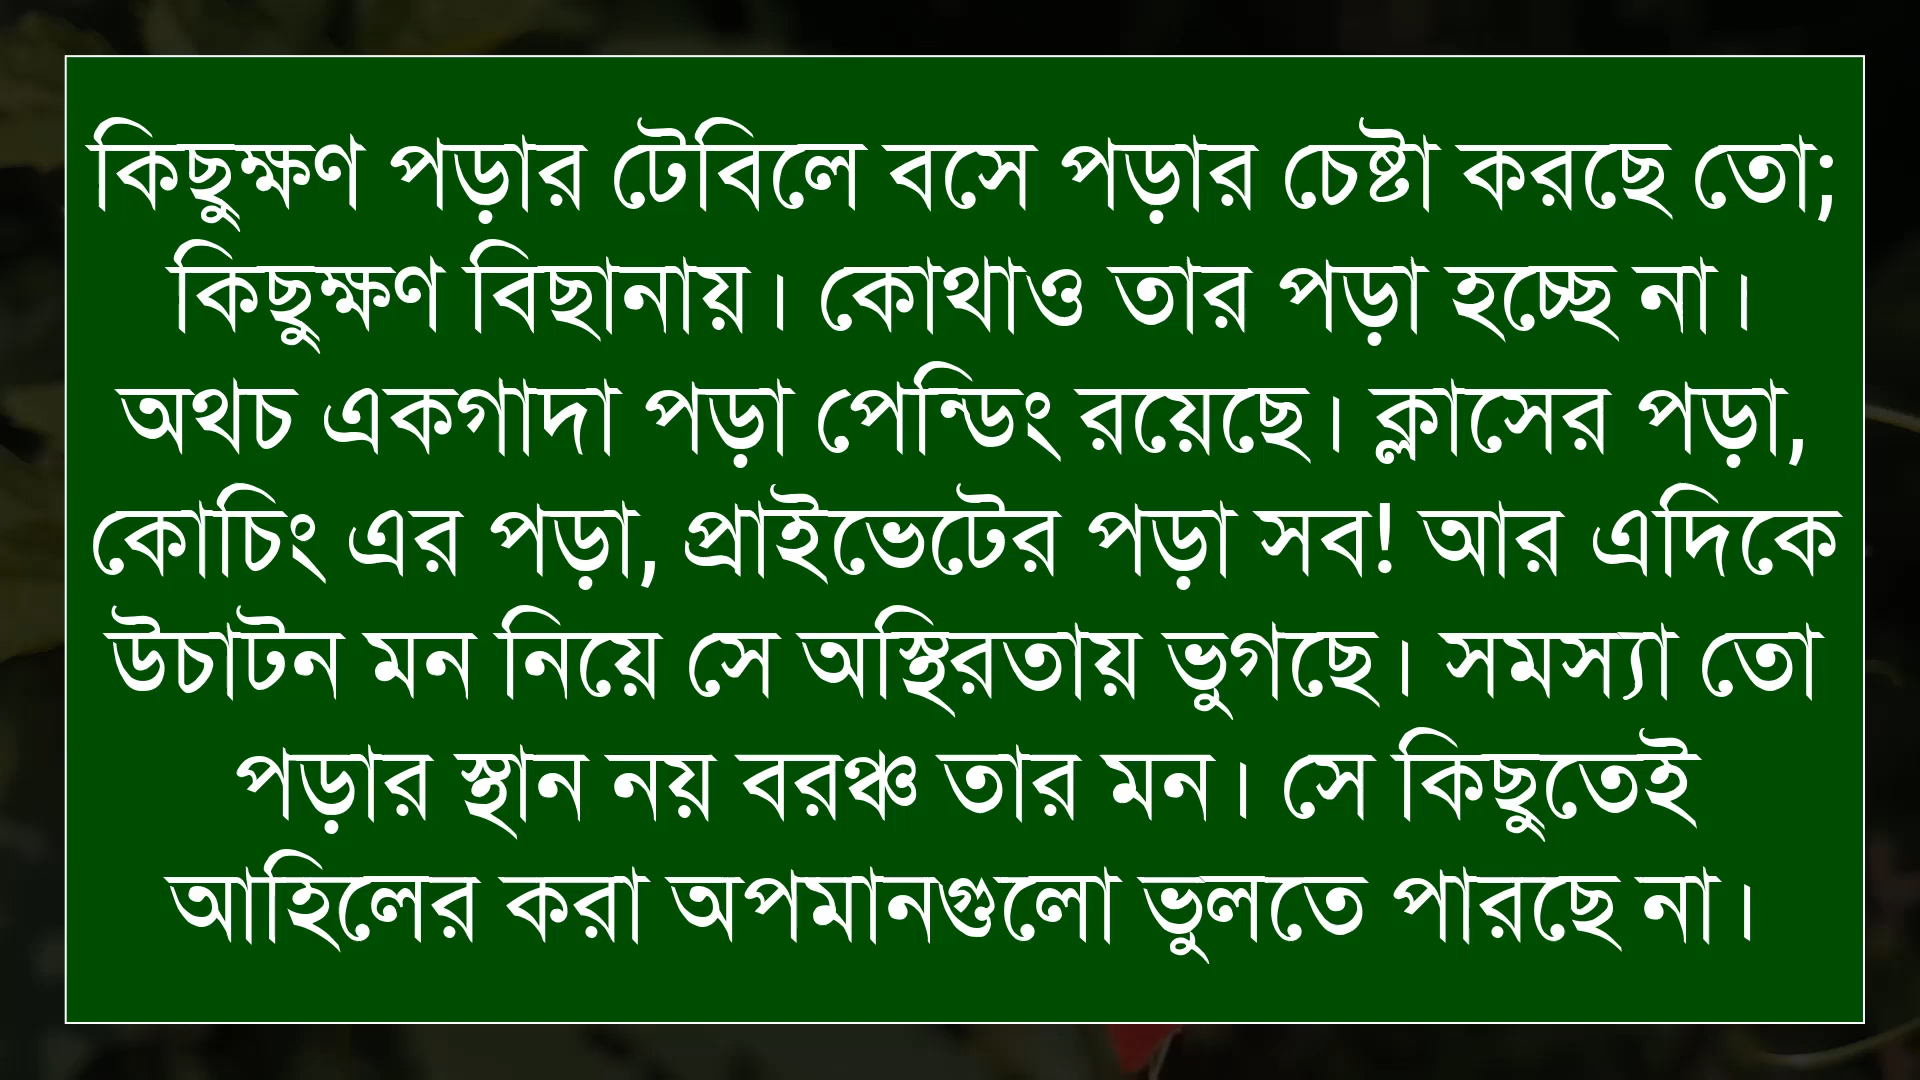 কিছুক্ষণ পড়ার টেবিলে বসে পড়ার চেষ্টা করছে তো;
কিছুক্ষণ বিছানায়। কোথাও তার পড়া হচ্ছে না।
অথচ একগাদা পড়া পেন্ডিং রয়েছে। ক্লাসের পড়া,
কোচিং এর পড়া, প্রাইভেটের পড়া সব! আর এদিকে
উচাটন মন নিয়ে সে অস্থিরতায় ভুগছে। সমস্যা তো
পড়ার স্থান নয় বরঞ্চ তার মন। সে কিছুতেই
আহিলের করা অপমানগুলো ভুলতে পারছে না।